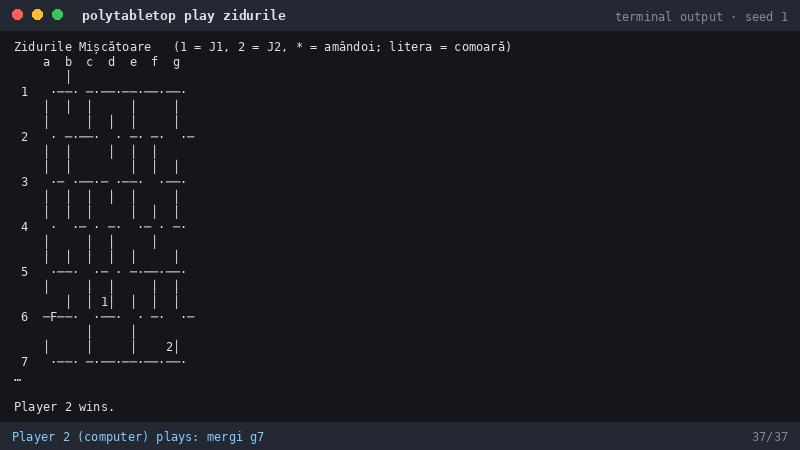 polytabletop play zidurile
terminal output · seed 1
Zidurile Mișcătoare   (1 = J1, 2 = J2, * = amândoi; litera = comoară)
    a  b  c  d  e  f  g
       │
 1   ·──· ─·──·──·──·──·
    │  │  │     │     │
    │     │  │  │     │
 2   · ─·──·  · ─· ─·  ·─
    │  │     │  │  │
    │  │        │  │  │
 3   ·─ ·──·─ ·──·  ·──·
    │  │  │  │  │     │
    │  │  │     │  │  │
 4   ·  ·─ · ─·  ·─ · ─·
    │     │  │     │
    │  │  │  │  │     │
 5   ·──·  ·─ · ─·──·──·
    │     │  │     │  │
       │  │ 1│  │  │  │
 6  ─F──·  ·──·  · ─·  ·─
          │     │
    │     │     │    2│
 7   ·──· ─·──·──·──·──·
…
Player 2 wins.
Player 2 (computer) plays: mergi g7
37/37